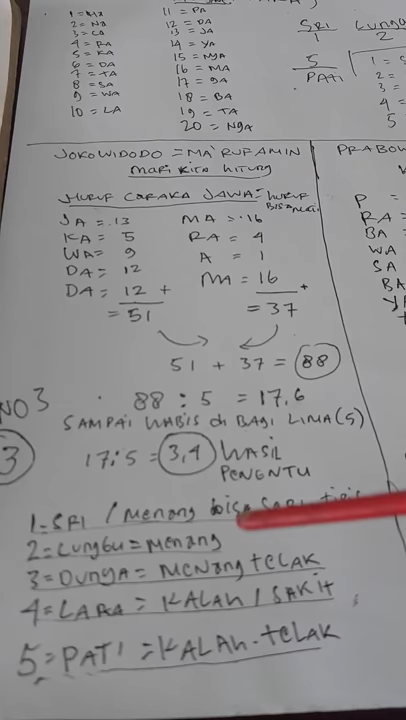 1 = HA
2 = NA
3 = CA
4 = RA
5 = KA
6 = DA
7 = TA
8 = SA
9 = WA
10 = LA
11 = PA
12 = DA
13 = JA
14 = YA
15 = NYA
16 = MA
17 = GA
18 = BA
19 = TA
20 = NGA
SRI
1
2
5
PATI
1 = S
2 =
3 =
4 =
5
JOKOWIDODO = MA'RUFAMIN
MARI KITA HITUNG
HURUF CARAKA JAWA = HURUF
JA = 13
KA = 5
WA = 9
DA = 12
DA = 12 +
= 51
MA = 16
RA = 4
A = 1
MA = 16 +
= 37
51 + 37 = 88
NO 3
88 : 5 = 17,6
SAMPAI HABIS di BAGI LIMA (5)
3
17 : 5 = 3,4 HASIL
PENENTU
1 = SRI / MENANG
2 = LUNGGU = MENANG
3 = DUNYA = MENANG TELAK
4 = LARA = KALAH / SAKIT
5 = PATI = KALAH TELAK
P =
RA =
BA =
WA
SA
BA
YA